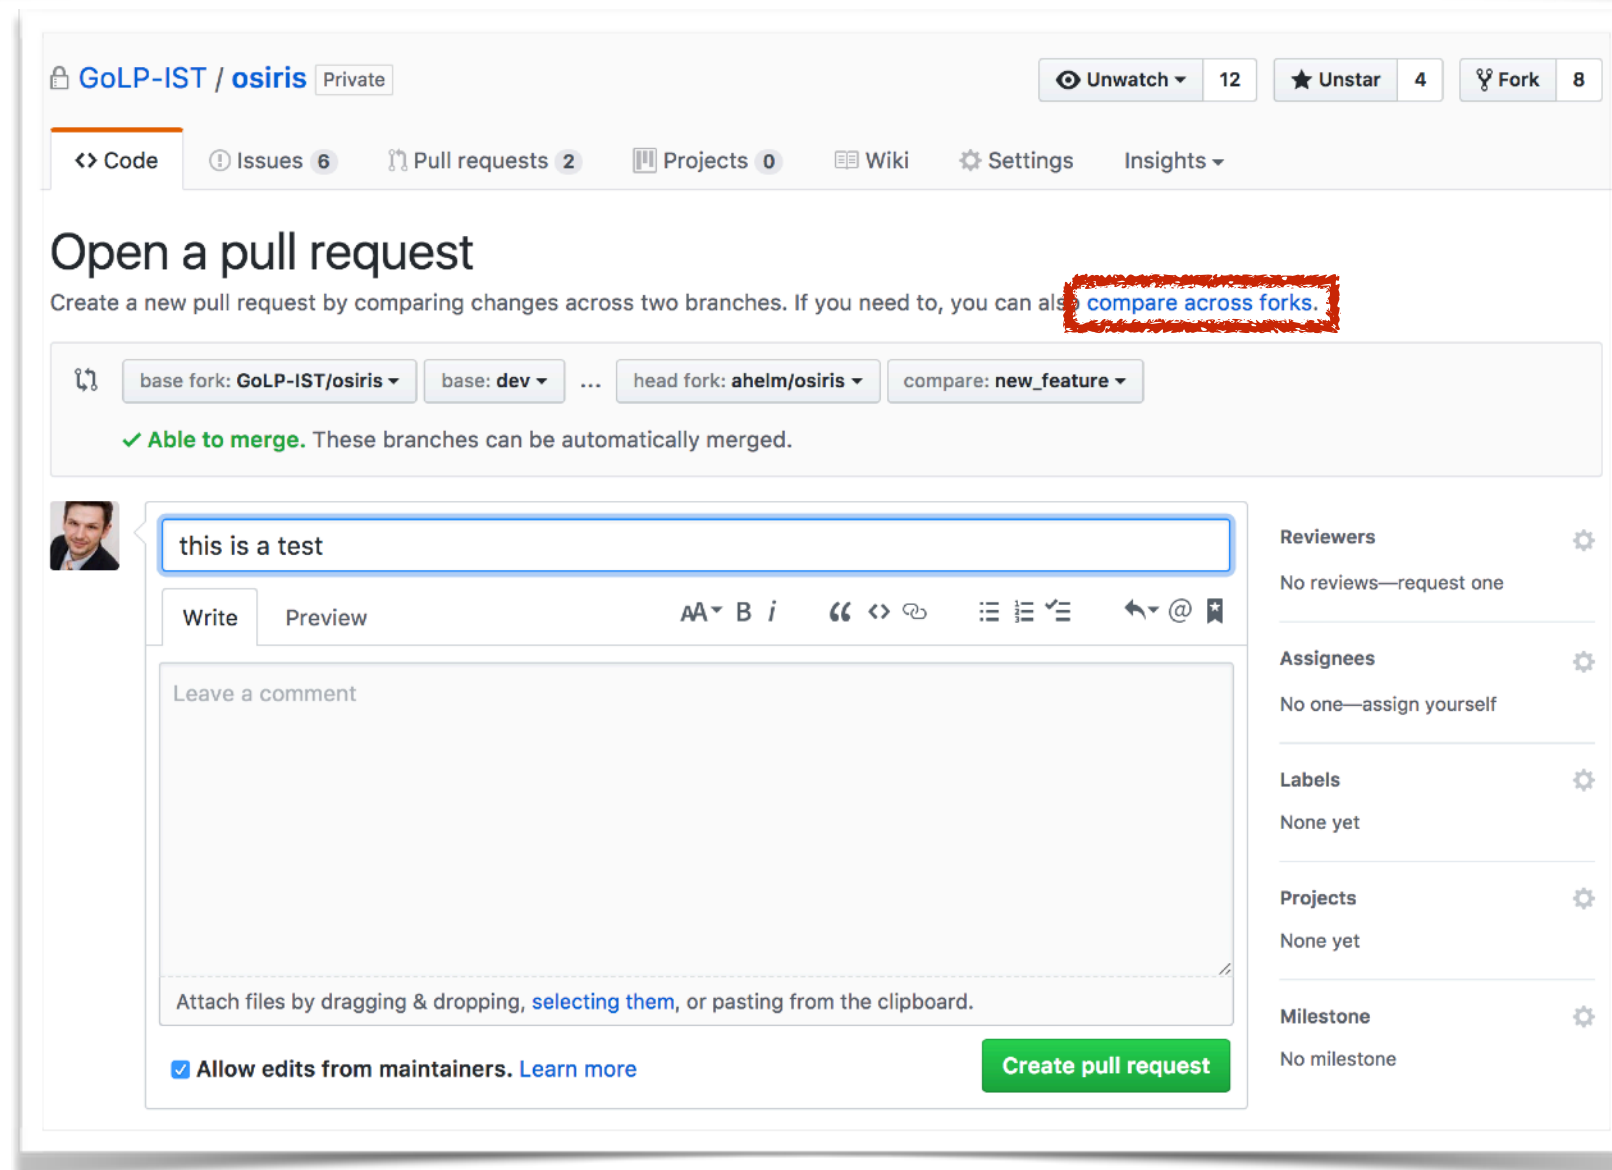 GoLP-IST / osiris Private Unwatch 12 Unstar 4 Fork 8
Code Issues 6 Pull requests 2 Projects 0 Wiki Settings Insights
Open a pull request
Create a new pull request by comparing changes across two branches. If you need to, you can also compare across forks.
base fork: GoLP-IST/osiris base: dev ... head fork: ahelm/osiris compare: new_feature
Able to merge. These branches can be automatically merged.
this is a test
Write Preview AA B i @
Leave a comment
Attach files by dragging & dropping, selecting them, or pasting from the clipboard.
Allow edits from maintainers. Learn more
Create pull request
Reviewers
No reviews—request one
Assignees
No one—assign yourself
Labels
None yet
Projects
None yet
Milestone
No milestone